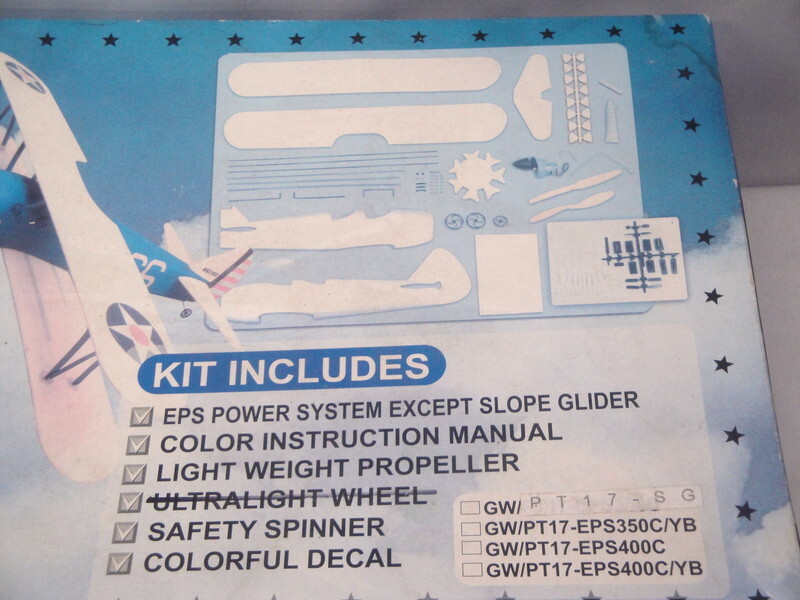 KIT INCLUDES
EPS POWER SYSTEM EXCEPT SLOPE GLIDER
COLOR INSTRUCTION MANUAL
LIGHT WEIGHT PROPELLER
ULTRALIGHT WHEEL
SAFETY SPINNER
COLORFUL DECAL
GW/PT17-SG
GW/PT17-EPS350C/YB
GW/PT17-EPS400C
GW/PT17-EPS400C/YB